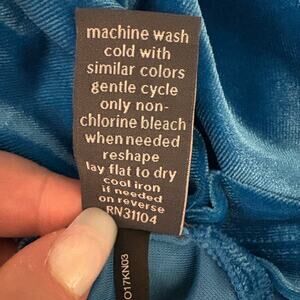 machine wash
cold with
similar colors
gentle cycle
only non-
chlorine bleach
when needed
reshape
lay flat to dry
cool iron
if needed
on reverse
RN31104
O17KN03